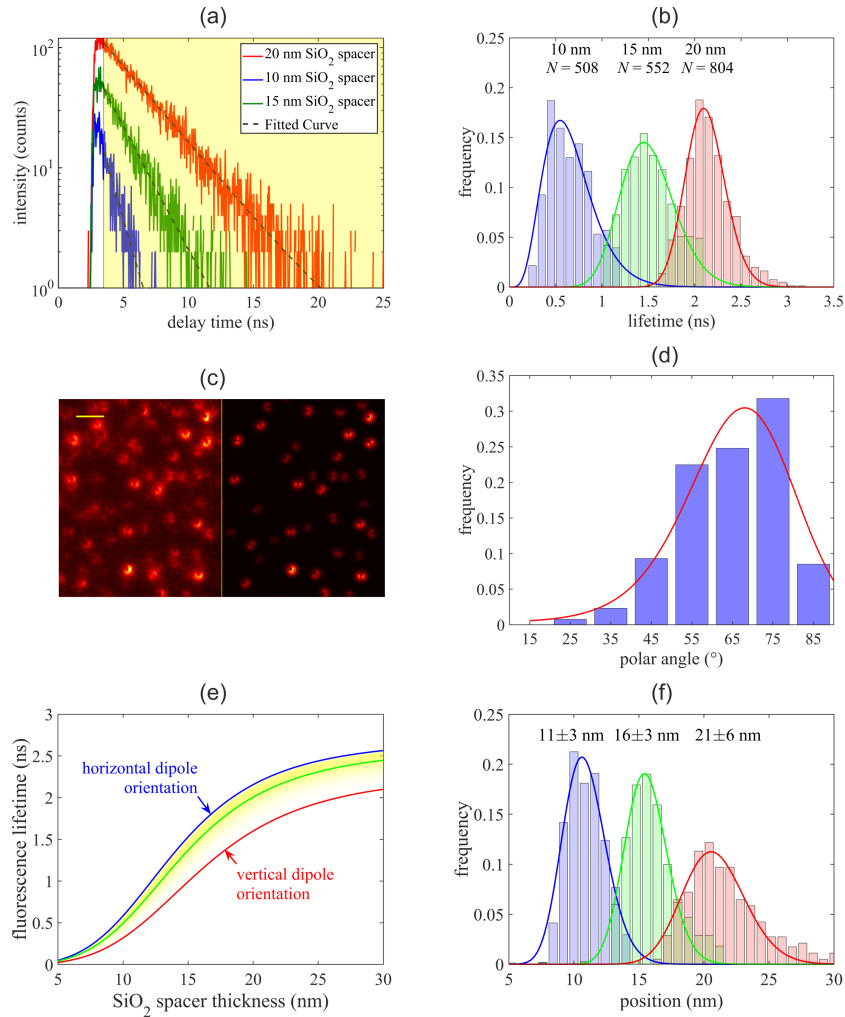 (a)
10²
10¹
10⁰
intensity (counts)
20 nm SiO₂ spacer
10 nm SiO₂ spacer
15 nm SiO₂ spacer
Fitted Curve
0 5 10 15 20 25
delay time (ns)
(b)
0.25
0.2
0.15
0.1
0.05
0
frequency
10 nm 15 nm 20 nm
N = 508 N = 552 N = 804
0 0.5 1 1.5 2 2.5 3 3.5
lifetime (ns)
(c)
(d)
0.35
0.3
0.25
0.2
0.15
0.1
0.05
0
frequency
15 25 35 45 55 65 75 85
polar angle (°)
(e)
3
2.5
2
1.5
1
0.5
0
fluorescence lifetime (ns)
horizontal dipole
orientation
vertical dipole
orientation
5 10 15 20 25 30
SiO₂ spacer thickness (nm)
(f)
0.25
0.2
0.15
0.1
0.05
0
frequency
11±3 nm 16±3 nm 21±6 nm
5 10 15 20 25 30
position (nm)